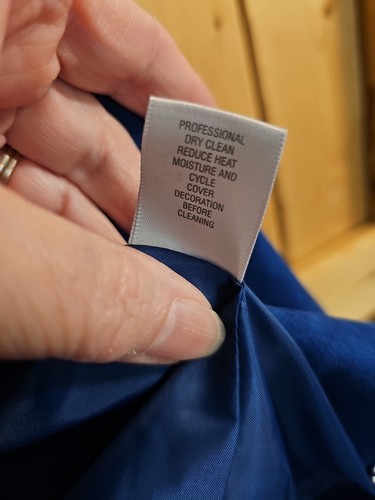 PROFESSIONAL
DRY CLEAN
REDUCE HEAT
MOISTURE AND
CYCLE
COVER
DECORATION
BEFORE
CLEANING